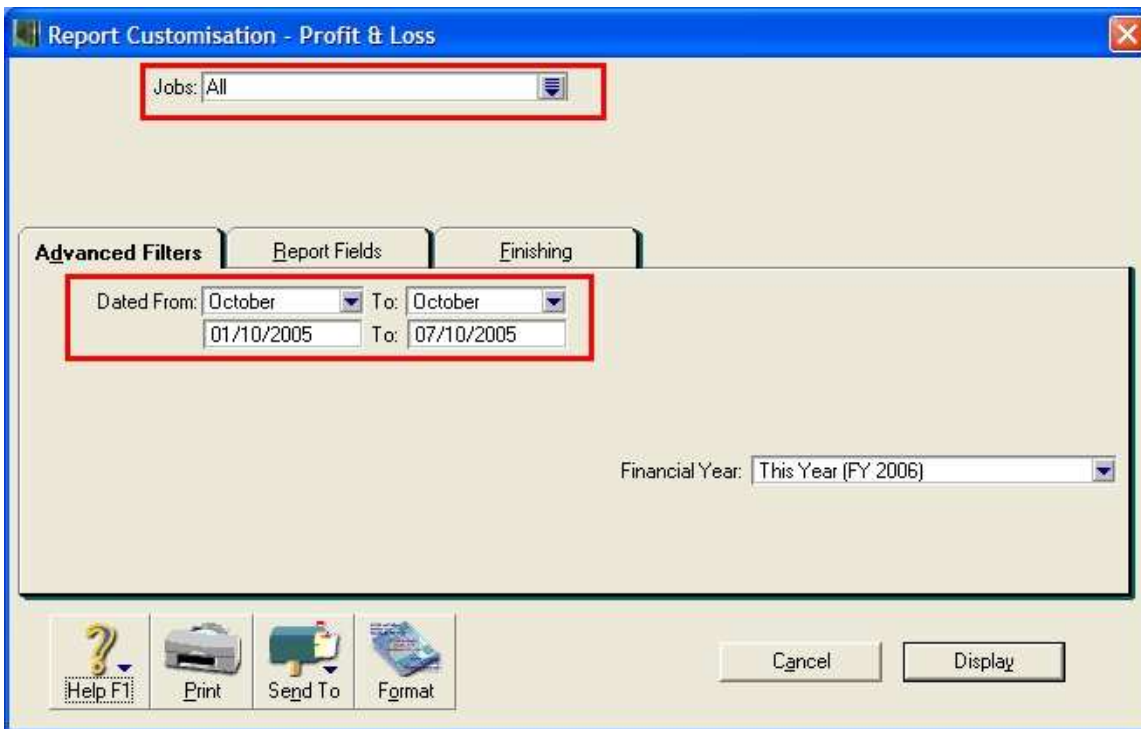 Report Customisation - Profit & Loss
Jobs: All
Advanced Filters Report Fields Finishing
Dated From: October To: October
01/10/2005 To: 07/10/2005
Financial Year: This Year (FY 2006)
Help F1 Print Send To Format Cancel Display